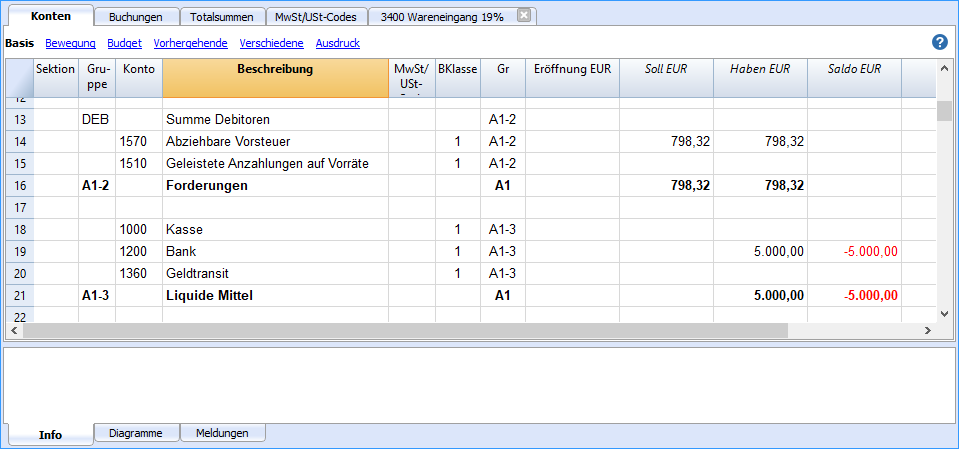 Konten Buchungen Totalsummen MwSt/USt-Codes 3400 Wareneingang 19%
Basis Bewegung Budget Vorhergehende Verschiedene Ausdruck ?
Sektion Gru-ppe Konto Beschreibung MwSt/USt- BKlasse Gr Eröffnung EUR Soll EUR Haben EUR Saldo EUR
12
13 DEB Summe Debitoren A1-2
14 1570 Abziehbare Vorsteuer 1 A1-2 798,32 798,32
15 1510 Geleistete Anzahlungen auf Vorräte 1 A1-2
16 A1-2 Forderungen A1 798,32 798,32
17
18 1000 Kasse 1 A1-3
19 1200 Bank 1 A1-3 5.000,00 -5.000,00
20 1360 Geldtransit 1 A1-3
21 A1-3 Liquide Mittel A1 5.000,00 -5.000,00
22
Info Diagramme Meldungen